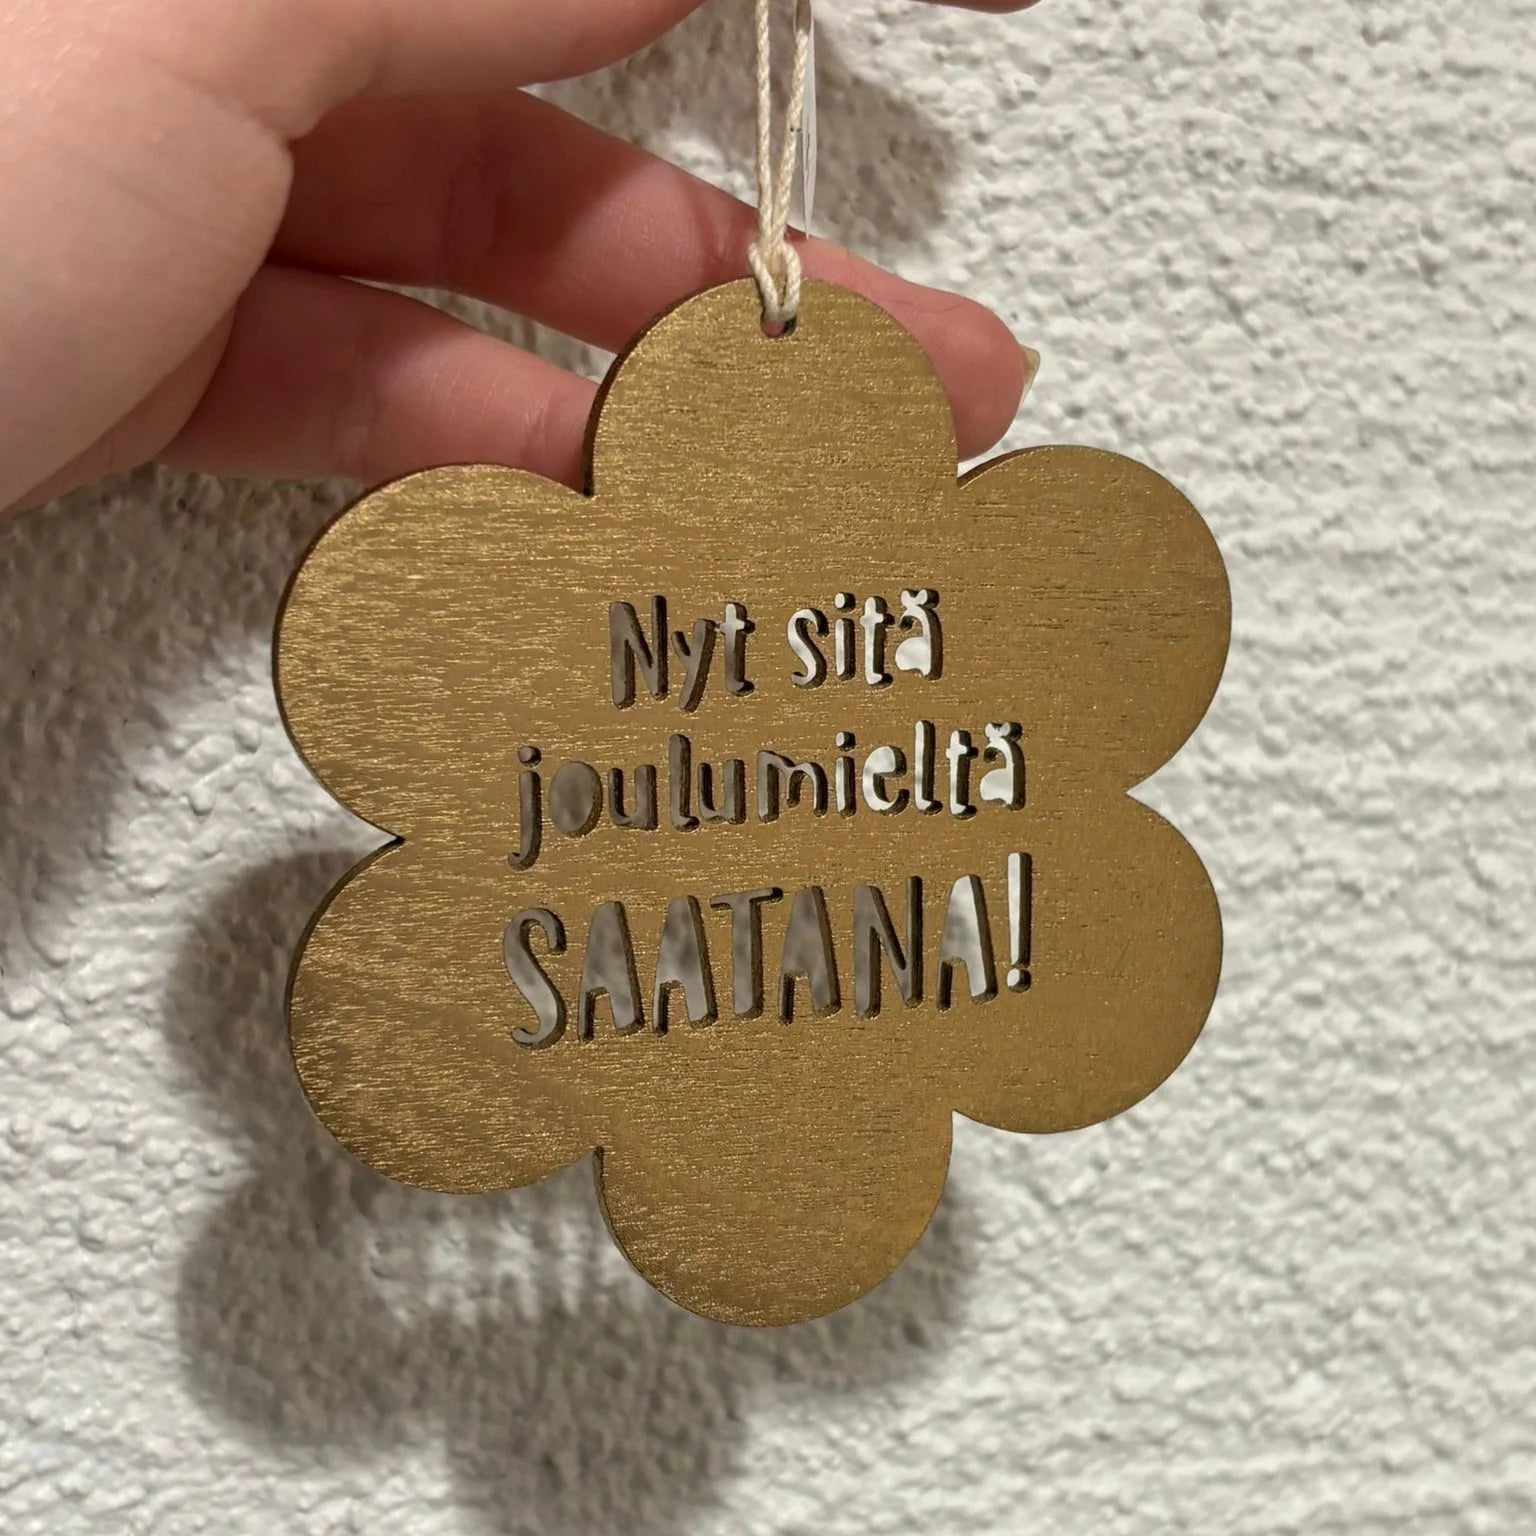 Nyt sitä
joulumieltä
SAATANA!